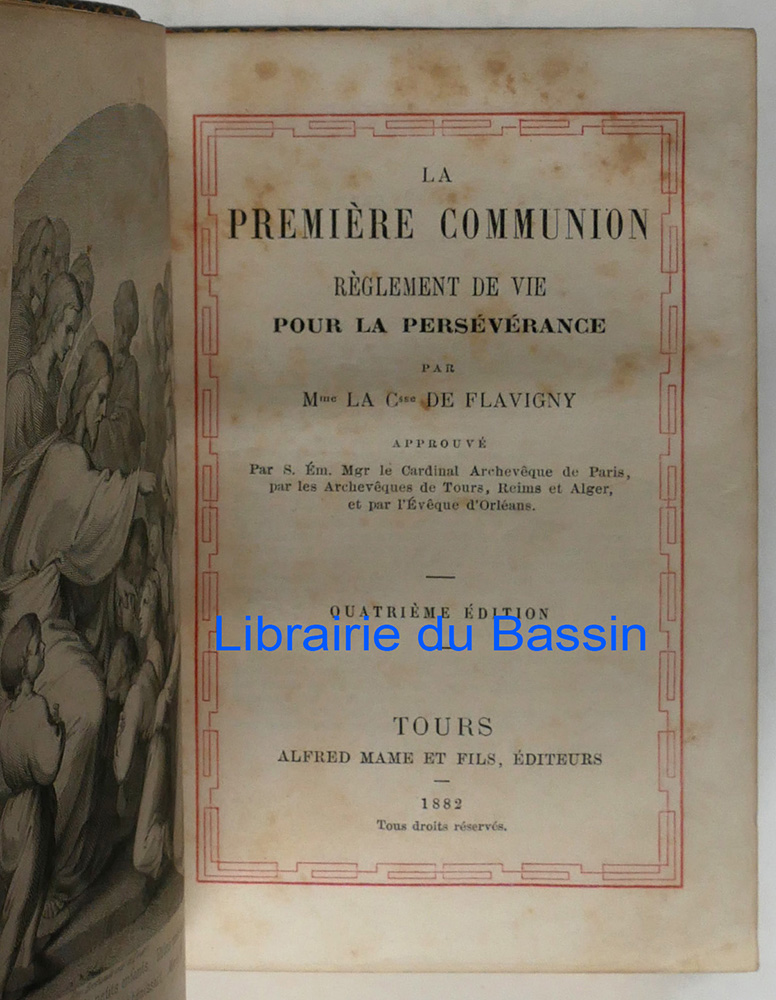 LA
PREMIÈRE COMMUNION
RÈGLEMENT DE VIE
POUR LA PERSÉVÉRANCE
PAR
Mme LA Csse DE FLAVIGNY
APPROUVÉ
Par S. Ém. Mgr le Cardinal Archevêque de Paris,
par les Archevêques de Tours, Reims et Alger,
et par l'Évêque d'Orléans.
QUATRIÈME ÉDITION
Librairie du Bassin
TOURS
ALFRED MAME ET FILS, ÉDITEURS
1882
Tous droits réservés.
petits enfants